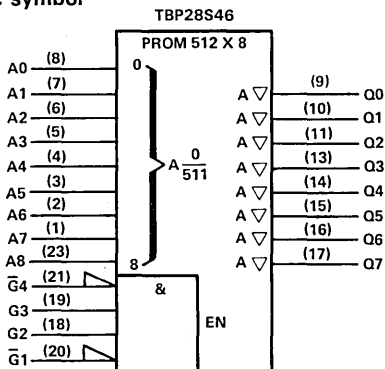 symbol
TBP28S46
PROM 512 X 8
A0 (8) 0
A1 (7) A ▽ (9) Q0
A2 (6) A ▽ (10) Q1
A3 (5) A ▽ (11) Q2
A4 (4) A 0/511 A ▽ (13) Q3
A5 (3) A ▽ (14) Q4
A6 (2) A ▽ (15) Q5
A7 (1) A ▽ (16) Q6
A8 (23) 8 A ▽ (17) Q7
G̅4 (21) &
G3 (19)
G2 (18) EN
G̅1 (20)